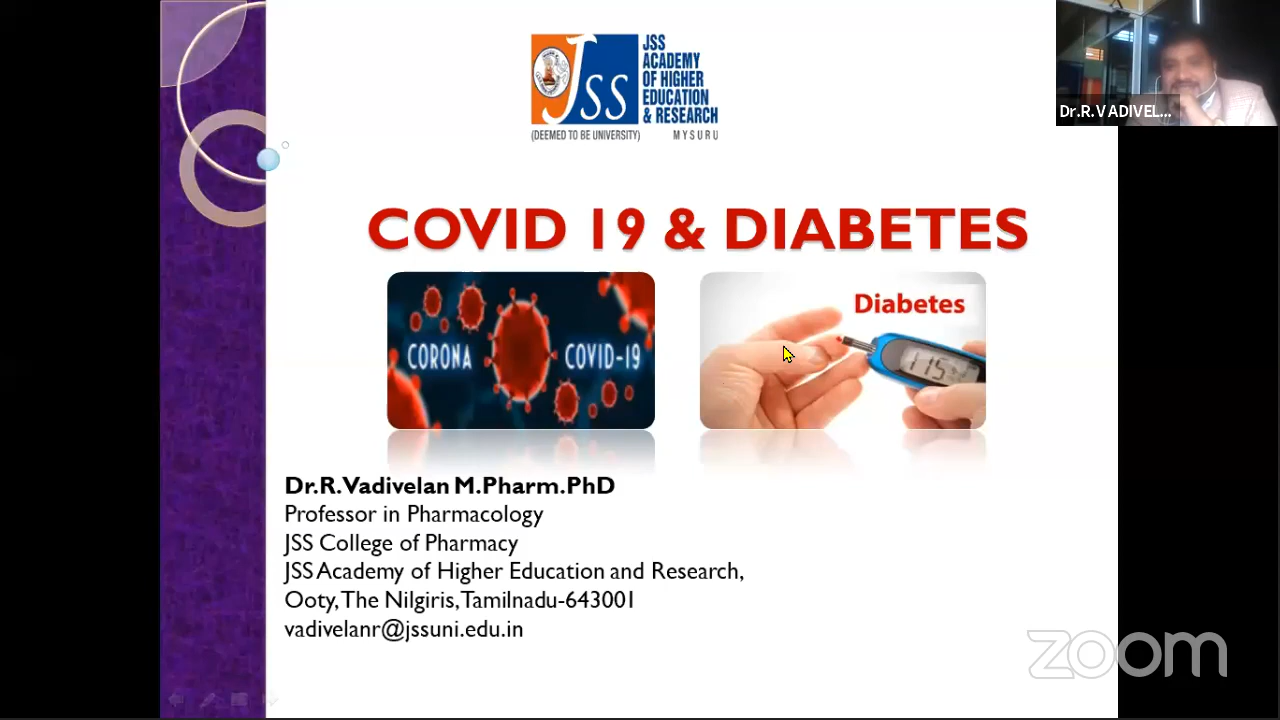 JSS
JSS
ACADEMY
OF HIGHER
EDUCATION
& RESEARCH
(DEEMED TO BE UNIVERSITY) MYSURU
Dr.R.VADIVEL...
COVID 19 & DIABETES
CORONA COVID-19
Diabetes
115
Dr.R.Vadivelan M.Pharm.PhD
Professor in Pharmacology
JSS College of Pharmacy
JSS Academy of Higher Education and Research,
Ooty,The Nilgiris,Tamilnadu-643001
vadivelanr@jssuni.edu.in
zoom